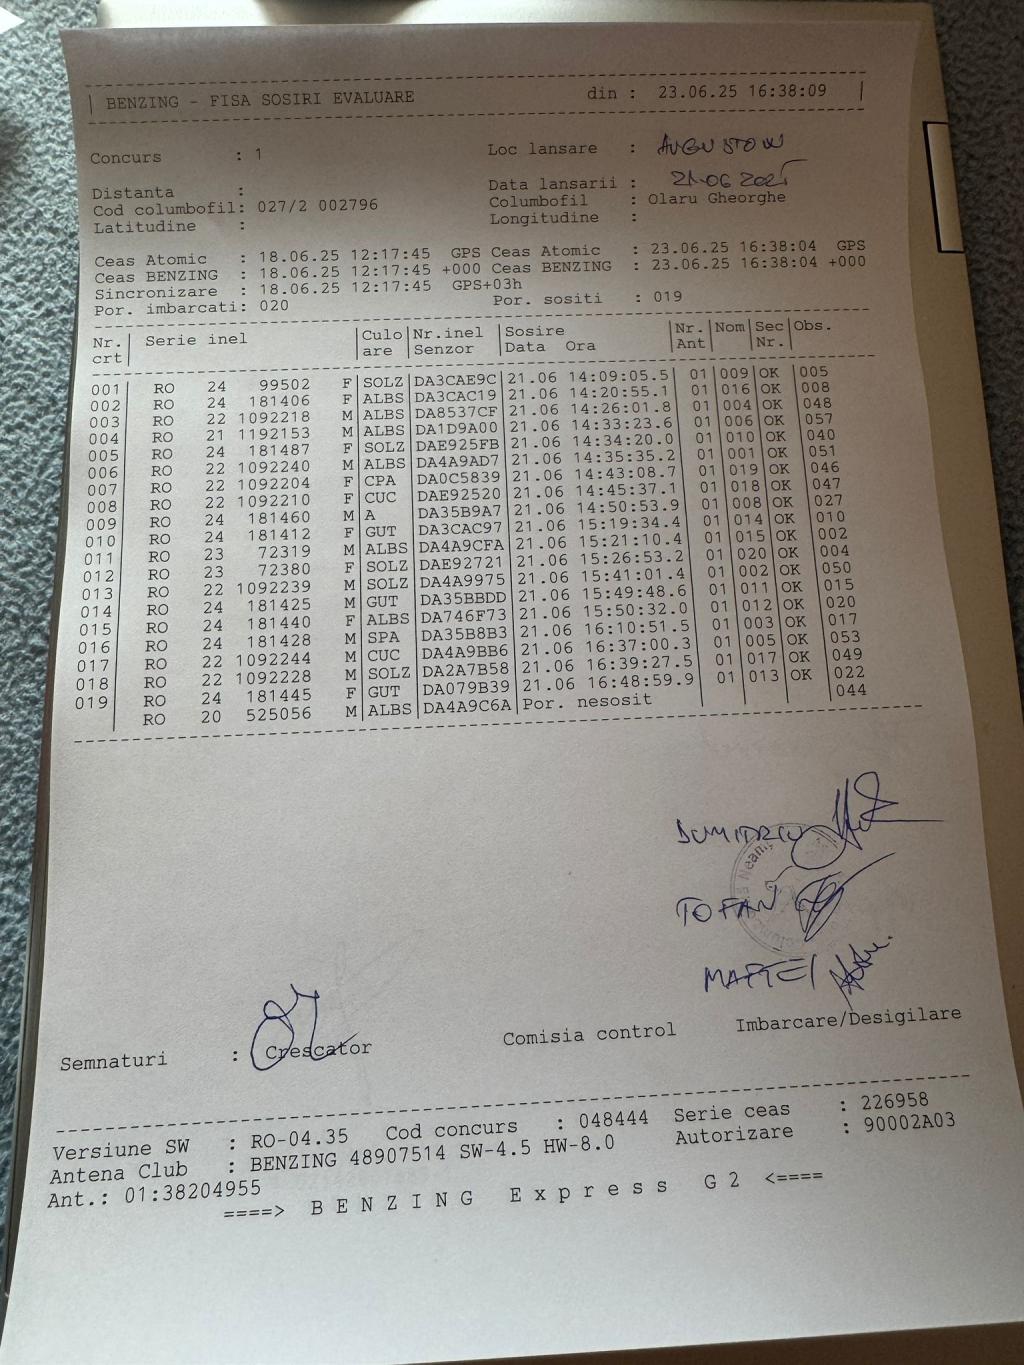 BENZING - FISA SOSIRI EVALUARE din : 23.06.25 16:38:09
Concurs : 1 Loc lansare : AUGUSTOW
Distanta : Data lansarii : 21.06 2025
Cod columbofil: 027/2 002796 Columbofil : Olaru Gheorghe
Latitudine : Longitudine :
Ceas Atomic : 18.06.25 12:17:45 GPS Ceas Atomic : 23.06.25 16:38:04 GPS
Ceas BENZING : 18.06.25 12:17:45 +000 Ceas BENZING : 23.06.25 16:38:04 +000
Sincronizare : 18.06.25 12:17:45 GPS+03h
Por. imbarcati: 020 Por. sositi : 019
Nr. Serie inel Culo Nr.inel Sosire Nr. Nom Sec Obs.
crt are Senzor Data Ora Ant Nr.
001 RO 24 99502 F SOLZ DA3CAE9C 21.06 14:09:05.5 01 009 OK 005
002 RO 24 181406 F ALBS DA3CAC19 21.06 14:20:55.1 01 016 OK 008
003 RO 22 1092218 M ALBS DA8537CF 21.06 14:26:01.8 01 004 OK 048
004 RO 21 1192153 M ALBS DA1D9A00 21.06 14:33:23.6 01 006 OK 057
005 RO 24 181487 F SOLZ DAE925FB 21.06 14:34:20.0 01 010 OK 040
006 RO 22 1092240 M ALBS DA4A9AD7 21.06 14:35:35.2 01 001 OK 051
007 RO 22 1092204 F CPA DA0C5839 21.06 14:43:08.7 01 019 OK 046
008 RO 22 1092210 F CUC DAE92520 21.06 14:45:37.1 01 018 OK 047
009 RO 24 181460 M A DA35B9A7 21.06 14:50:53.9 01 008 OK 027
010 RO 24 181412 F GUT DA3CAC97 21.06 15:19:34.4 01 014 OK 010
011 RO 23 72319 M ALBS DA4A9CFA 21.06 15:21:10.4 01 015 OK 002
012 RO 23 72380 F SOLZ DAE92721 21.06 15:26:53.2 01 020 OK 004
013 RO 22 1092239 M SOLZ DA4A9975 21.06 15:41:01.4 01 002 OK 050
014 RO 24 181425 M GUT DA35BBDD 21.06 15:49:48.6 01 011 OK 015
015 RO 24 181440 F ALBS DA746F73 21.06 15:50:32.0 01 012 OK 020
016 RO 24 181428 M SPA DA35B8B3 21.06 16:10:51.5 01 003 OK 017
017 RO 22 1092244 M CUC DA4A9BB6 21.06 16:37:00.3 01 005 OK 053
018 RO 22 1092228 M SOLZ DA2A7B58 21.06 16:39:27.5 01 017 OK 049
019 RO 24 181445 F GUT DA079B39 21.06 16:48:59.9 01 013 OK 022
RO 20 525056 M ALBS DA4A9C6A Por. nesosit 044
DUMITRIU
TOFAN
MAFTEI
Semnaturi : Crescator Comisia control Imbarcare/Desigilare
Versiune SW : RO-04.35 Cod concurs : 048444 Serie ceas : 226958
Antena Club : BENZING 48907514 SW-4.5 HW-8.0 Autorizare : 90002A03
Ant.: 01:38204955
====> B E N Z I N G E x p r e s s G 2 <====